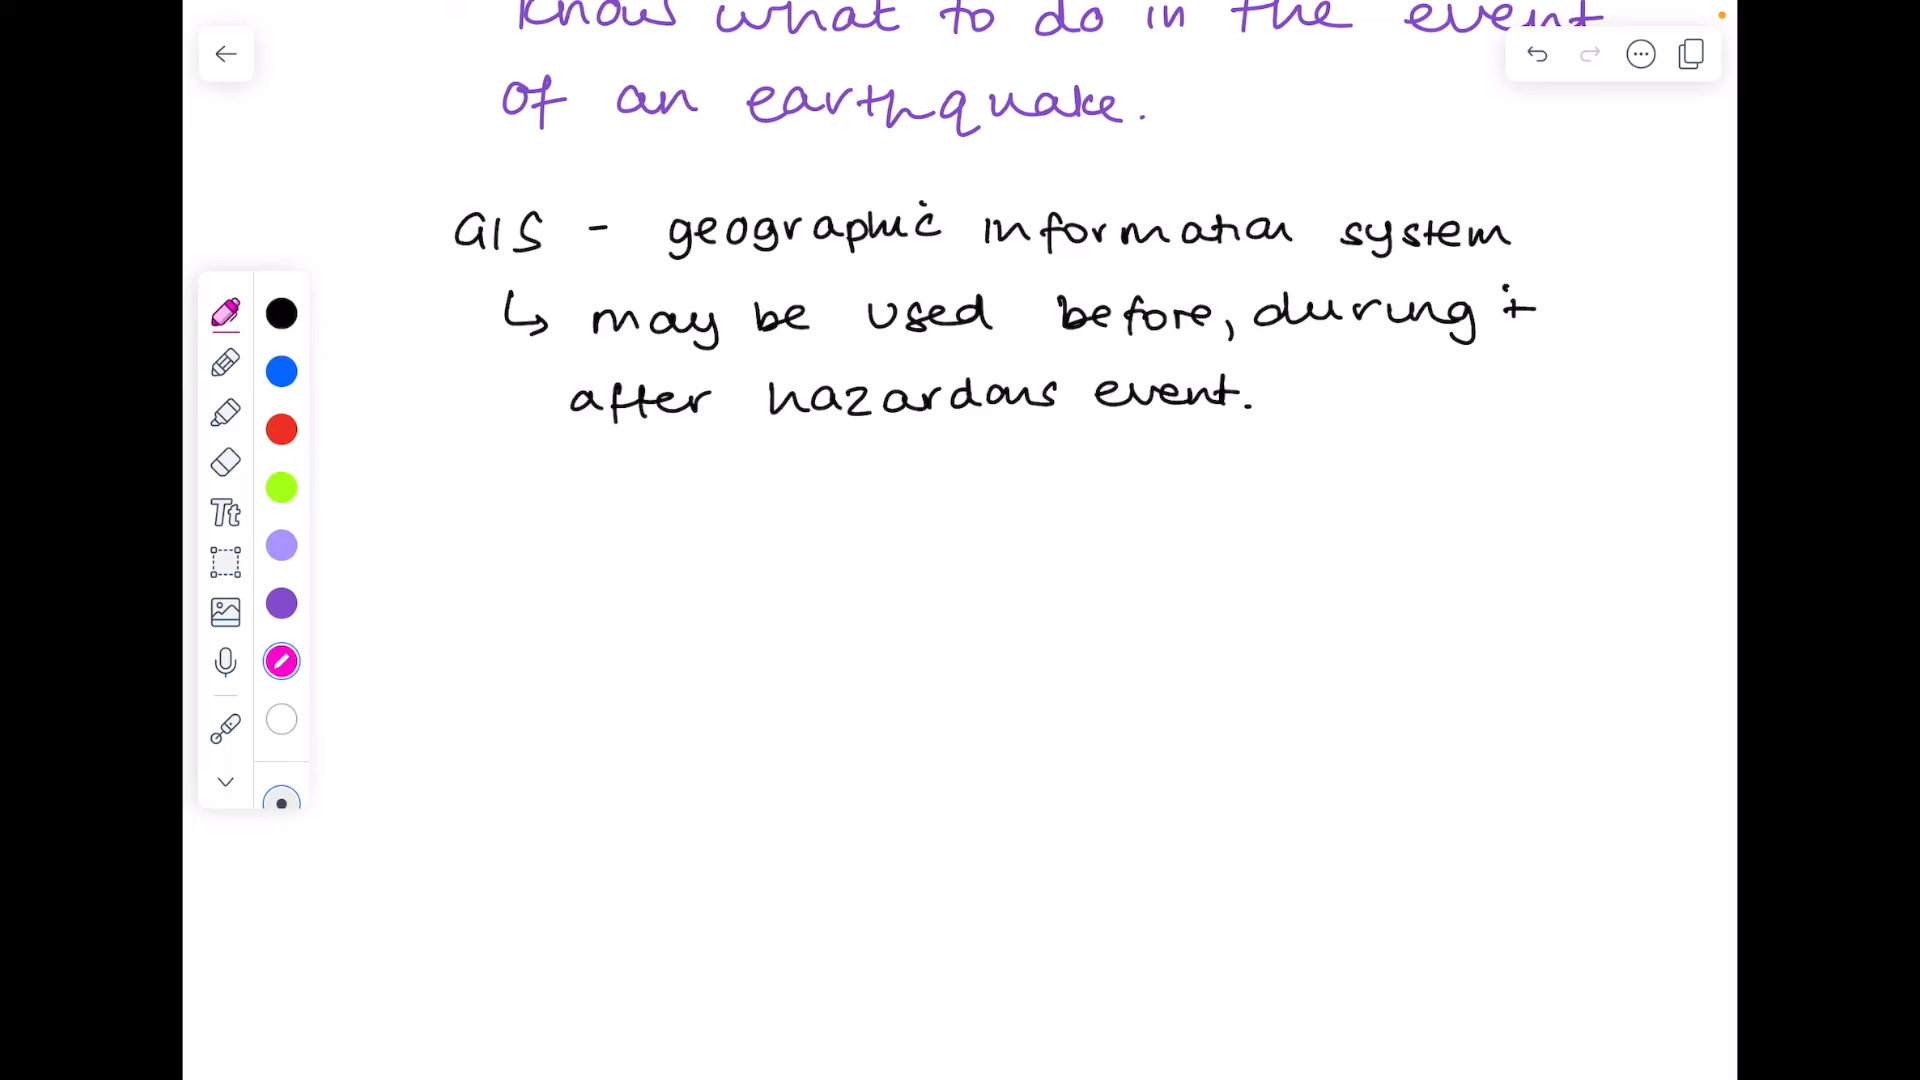 know what to do in the event
of an earthquake.
GIS - geographic information system
↳ may be used before, during +
after hazardous event.
Tt